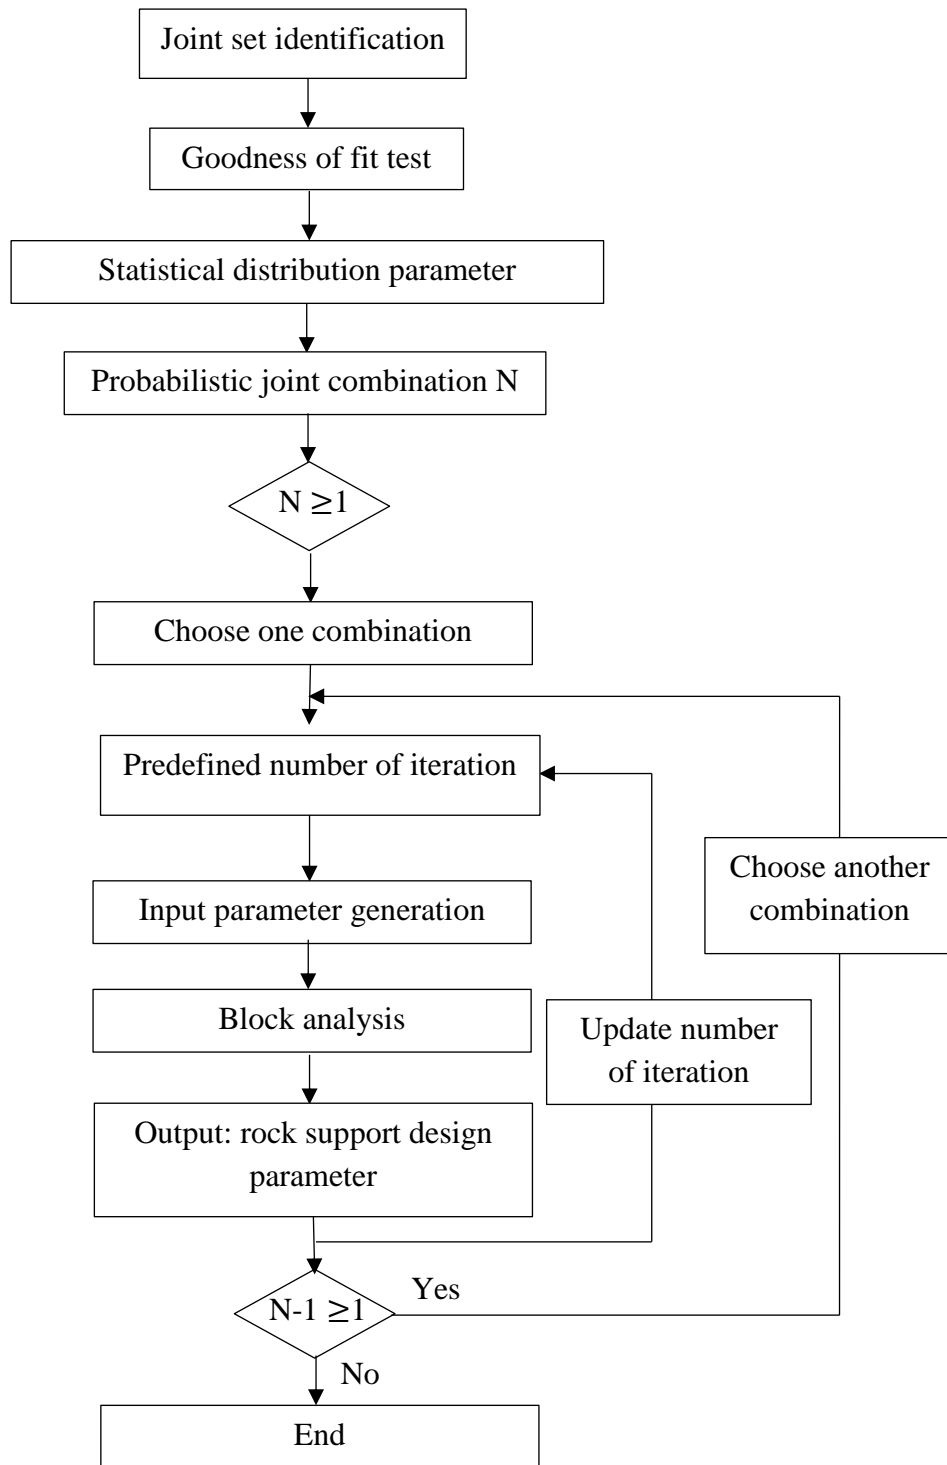 Joint set identification
Goodness of fit test
Statistical distribution parameter
Probabilistic joint combination N
N ≥1
Choose one combination
Predefined number of iteration
Choose another
combination
Input parameter generation
Block analysis
Update number
of iteration
Output: rock support design
parameter
N-1 ≥1
Yes
No
End